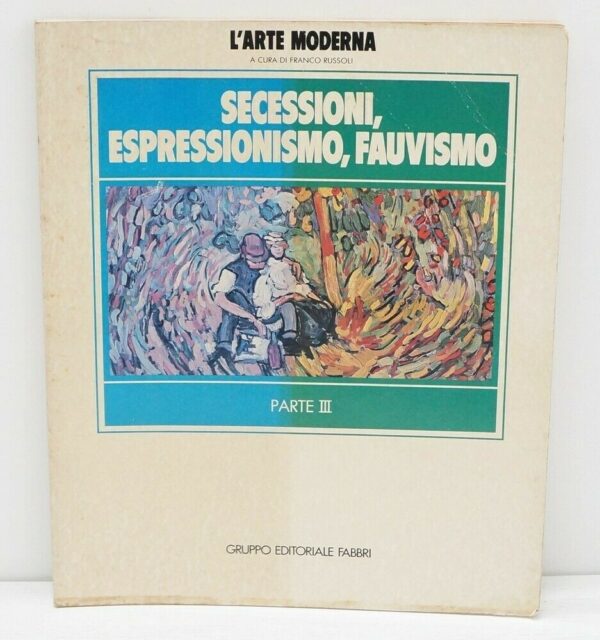 L'ARTE MODERNA
A CURA DI FRANCO RUSSOLI
SECESSIONI,
ESPRESSIONISMO, FAUVISMO
PARTE III
GRUPPO EDITORIALE FABBRI